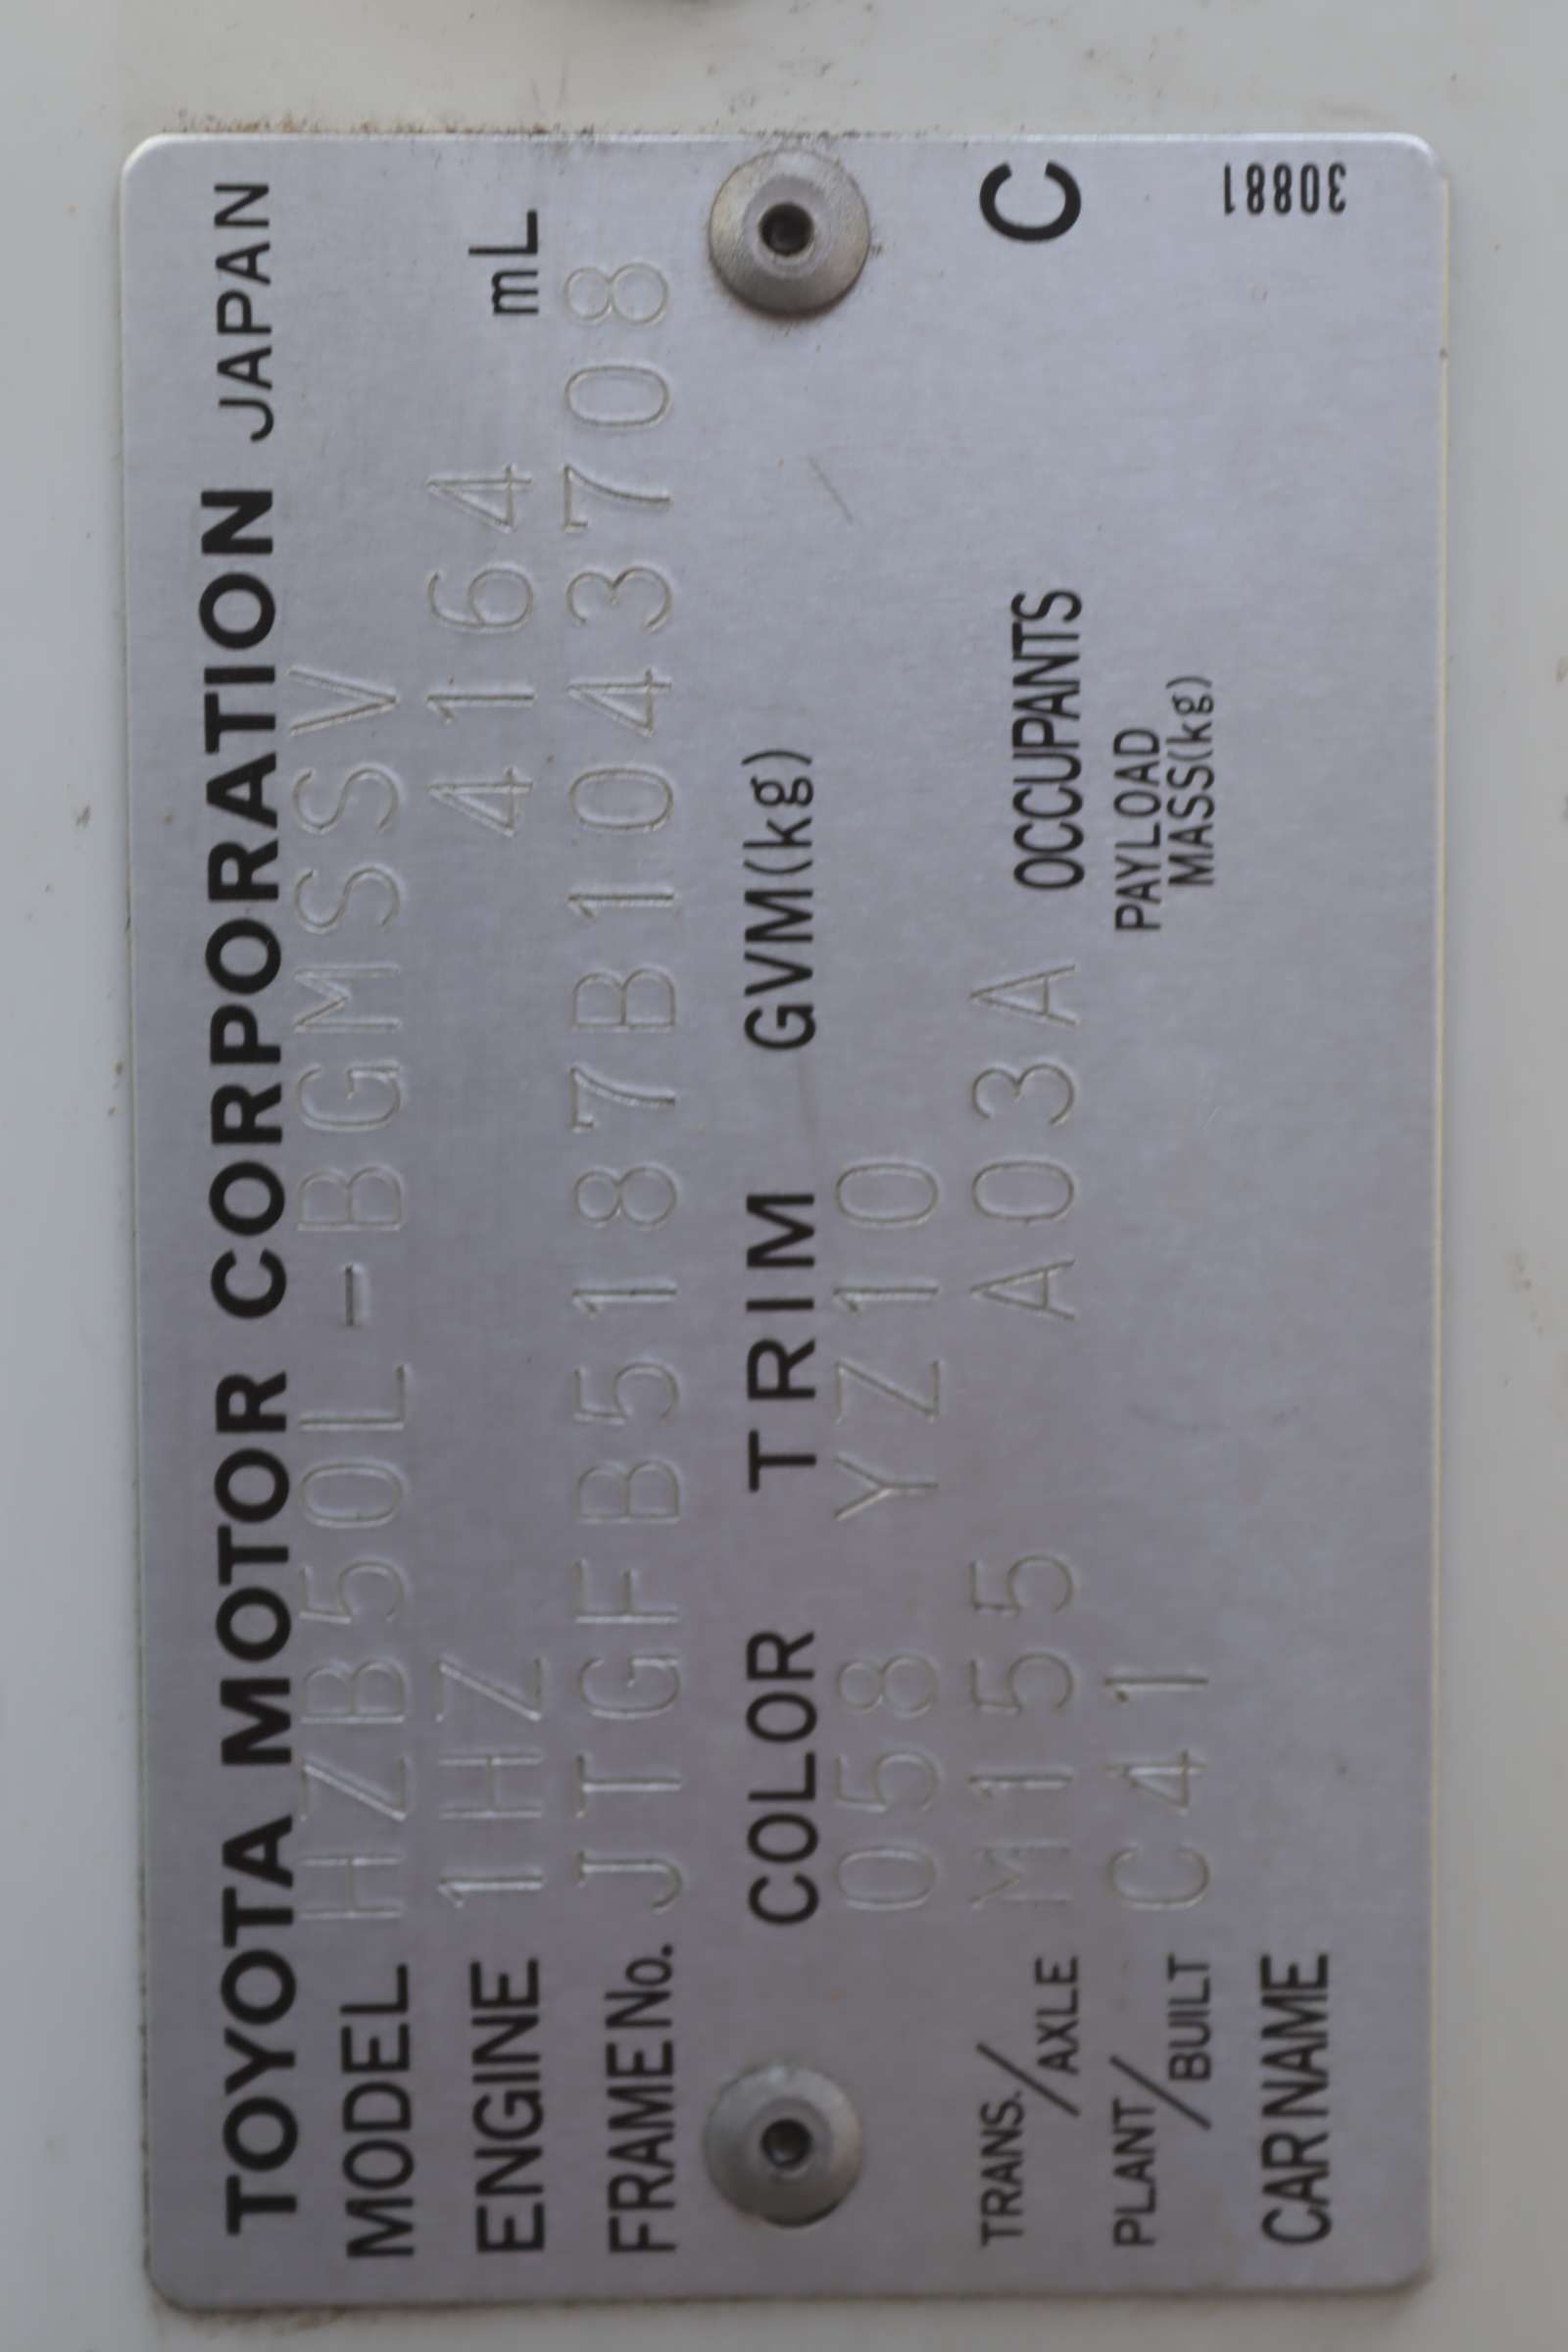 TOYOTA MOTOR CORPORATION JAPAN
MODEL HZB50L-BGMSSV
ENGINE 1HZ 4164 mL
FRAME No. JTGFB5187B1043708
COLOR TRIM GVM(kg)
058 YZ10
TRANS./AXLE M155 A03A OCCUPANTS C
PLANT/BUILT C41 PAYLOAD MASS(kg)
CAR NAME
30881